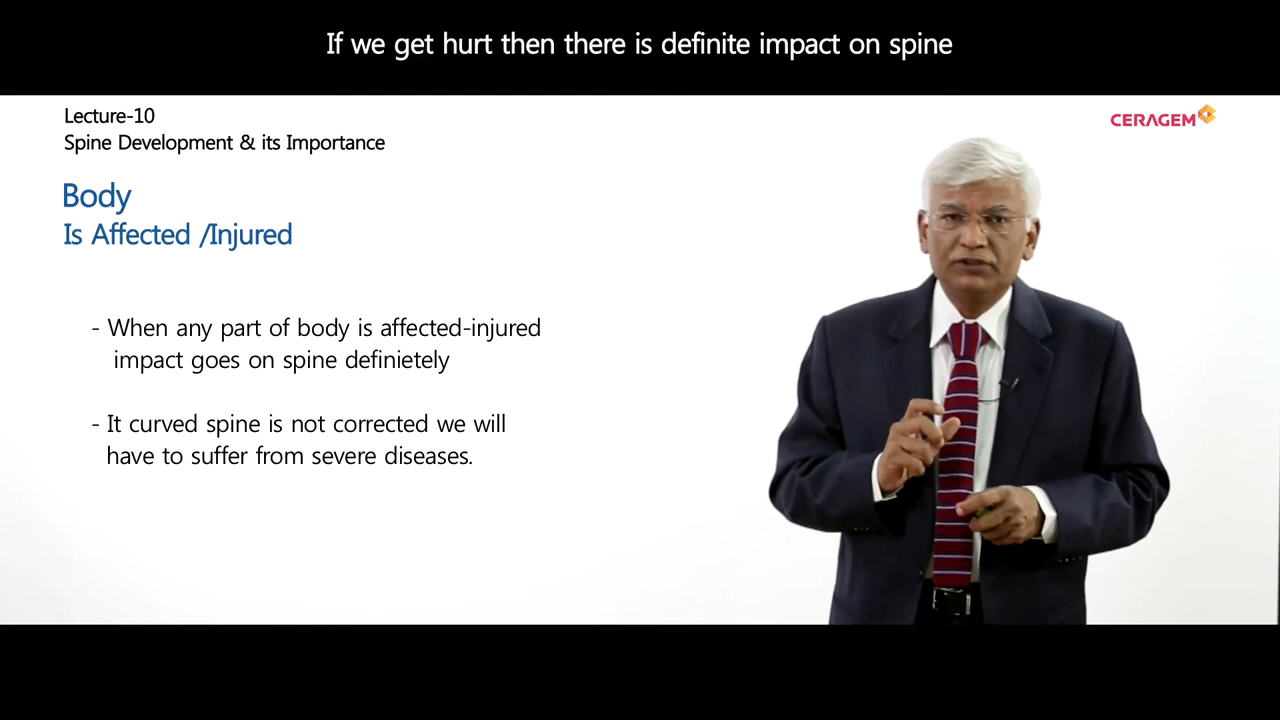 If we get hurt then there is definite impact on spine
Lecture-10
Spine Development & its Importance
CERAGEM
Body
Is Affected /Injured
- When any part of body is affected-injured
impact goes on spine definietely
- It curved spine is not corrected we will
have to suffer from severe diseases.